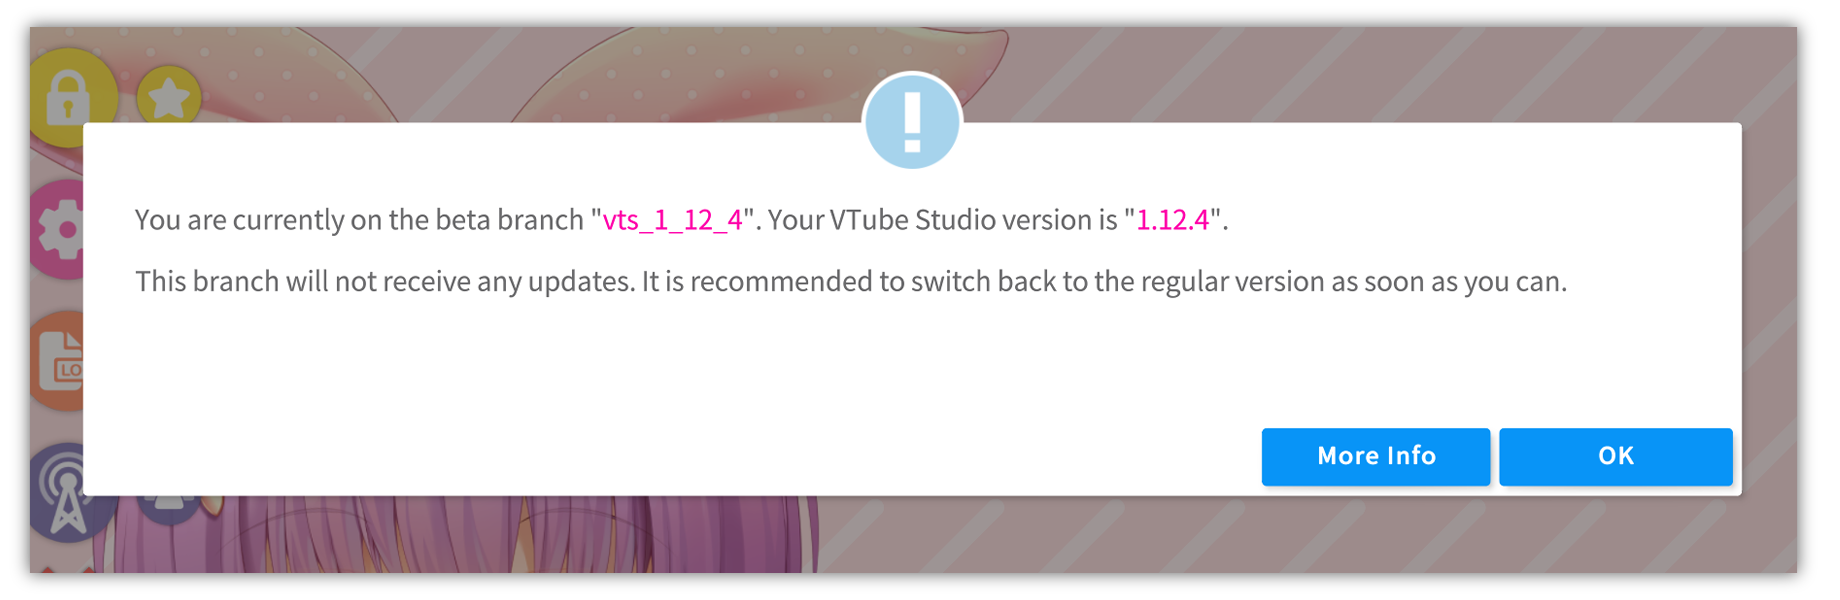 You are currently on the beta branch "vts_1_12_4". Your VTube Studio version is "1.12.4".
This branch will not receive any updates. It is recommended to switch back to the regular version as soon as you can.
LO
More Info
OK